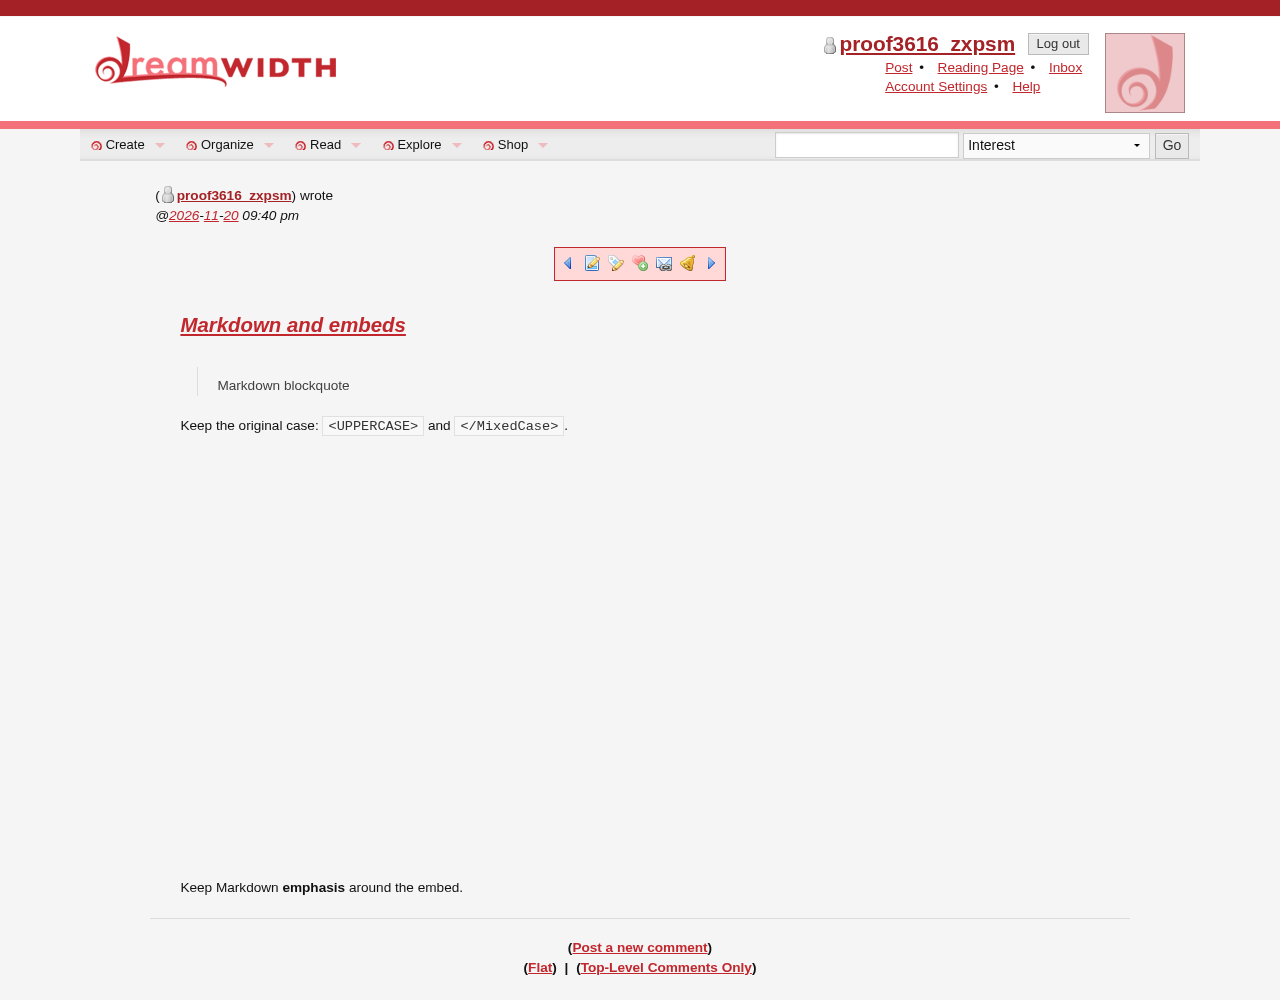 dreamwidth
proof3616_zxpsm Log out
Post • Reading Page • Inbox
Account Settings • Help
Create Organize Read Explore Shop Interest Go
(proof3616_zxpsm) wrote
@2026-11-20 09:40 pm
Markdown and embeds
Markdown blockquote
Keep the original case: <UPPERCASE> and </MixedCase>.
Keep Markdown emphasis around the embed.
(Post a new comment)
(Flat) | (Top-Level Comments Only)